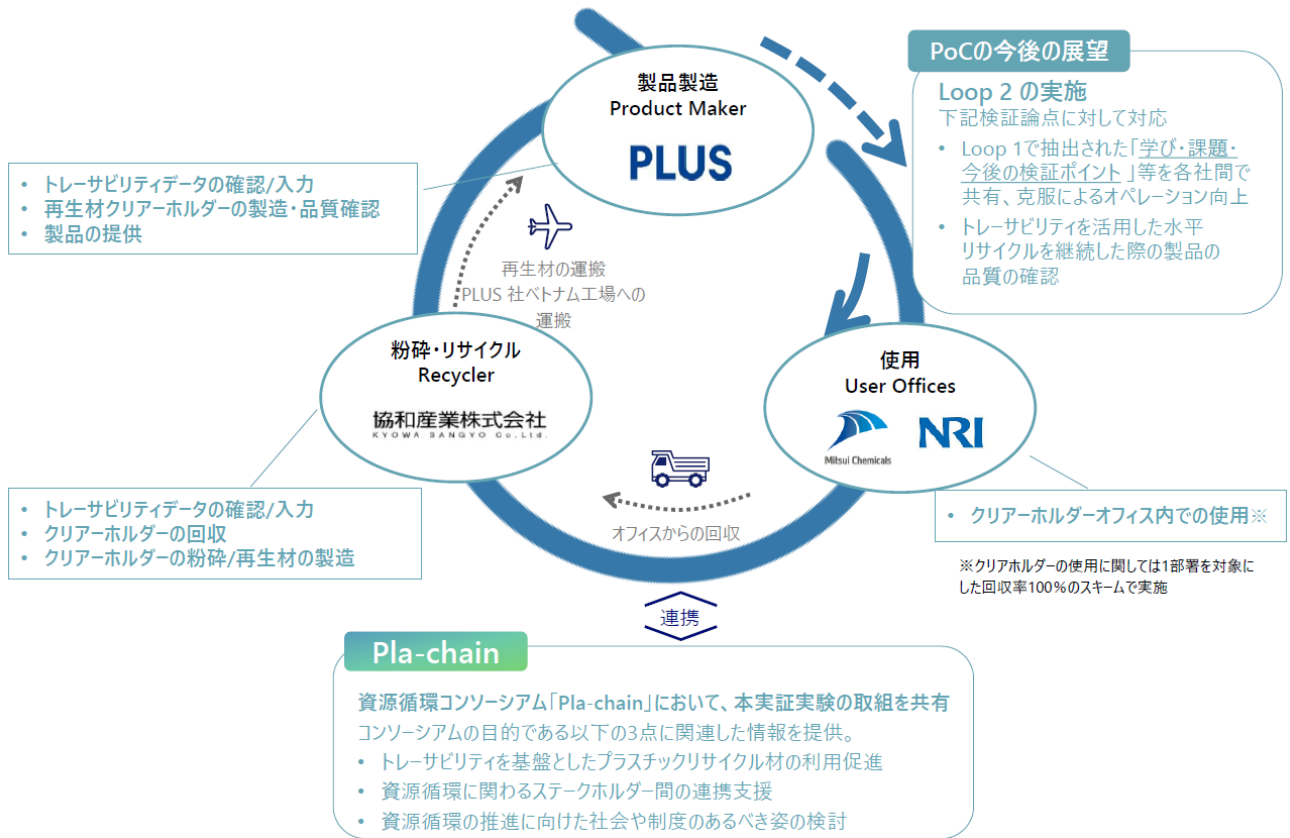 製品製造
Product Maker
PLUS
PoCの今後の展望
Loop 2 の実施
下記検証論点に対して対応
• Loop 1で抽出された「学び・課題・
今後の検証ポイント 」等を各社間で
共有、克服によるオペレーション向上
• トレーサビリティを活用した水平
リサイクルを継続した際の製品の
品質の確認
• トレーサビリティデータの確認/入力
• 再生材クリアーホルダーの製造・品質確認
• 製品の提供
再生材の運搬
PLUS 社ベトナム工場への
運搬
粉砕・リサイクル
Recycler
協和産業株式会社
KYOWA SANGYO Co.Ltd.
使用
User Offices
Mitsui Chemicals
NRI
オフィスからの回収
• トレーサビリティデータの確認/入力
• クリアーホルダーの回収
• クリアーホルダーの粉砕/再生材の製造
• クリアーホルダーオフィス内での使用※
※クリアホルダーの使用に関しては1部署を対象に
した回収率100%のスキームで実施
連携
Pla-chain
資源循環コンソーシアム「Pla-chain」において、本実証実験の取組を共有
コンソーシアムの目的である以下の3点に関連した情報を提供。
• トレーサビリティを基盤としたプラスチックリサイクル材の利用促進
• 資源循環に関わるステークホルダー間の連携支援
• 資源循環の推進に向けた社会や制度のあるべき姿の検討